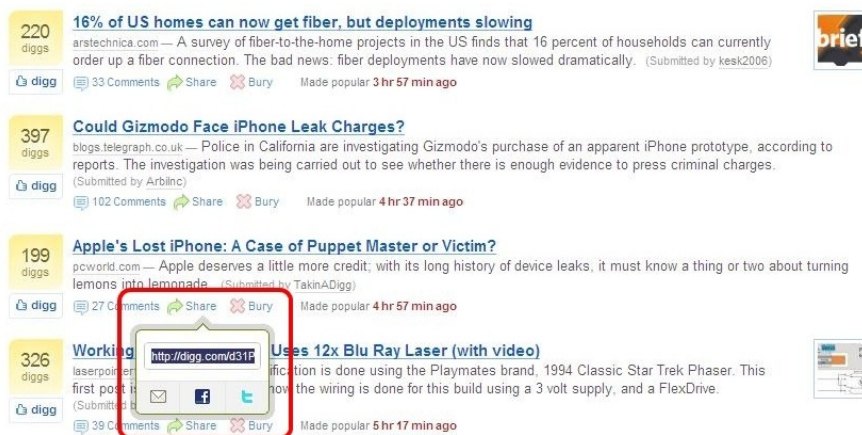 220
diggs
digg
16% of US homes can now get fiber, but deployments slowing
arstechnica.com — A survey of fiber-to-the-home projects in the US finds that 16 percent of households can currently
order up a fiber connection. The bad news: fiber deployments have now slowed dramatically. (Submitted by kesk2006)
33 Comments Share Bury Made popular 3 hr 57 min ago
brief
397
diggs
digg
Could Gizmodo Face iPhone Leak Charges?
blogs.telegraph.co.uk — Police in California are investigating Gizmodo's purchase of an apparent iPhone prototype, according to
reports. The investigation was being carried out to see whether there is enough evidence to press criminal charges.
(Submitted by ArbiInc)
102 Comments Share Bury Made popular 4 hr 37 min ago
199
diggs
digg
Apple's Lost iPhone: A Case of Puppet Master or Victim?
pcworld.com — Apple deserves a little more credit; with its long history of device leaks, it must know a thing or two about turning
lemons into lemonade. (Submitted by TakinADigg)
27 Comments Share Bury Made popular 4 hr 57 min ago
http://digg.com/d31P
326
diggs
digg
Working Uses 12x Blu Ray Laser (with video)
is done using the Playmates brand, 1994 Classic Star Trek Phaser. This
first post the wiring is done for this build using a 3 volt supply, and a FlexDrive.
(Submitted
39 Comments Share Bury Made popular 5 hr 17 min ago